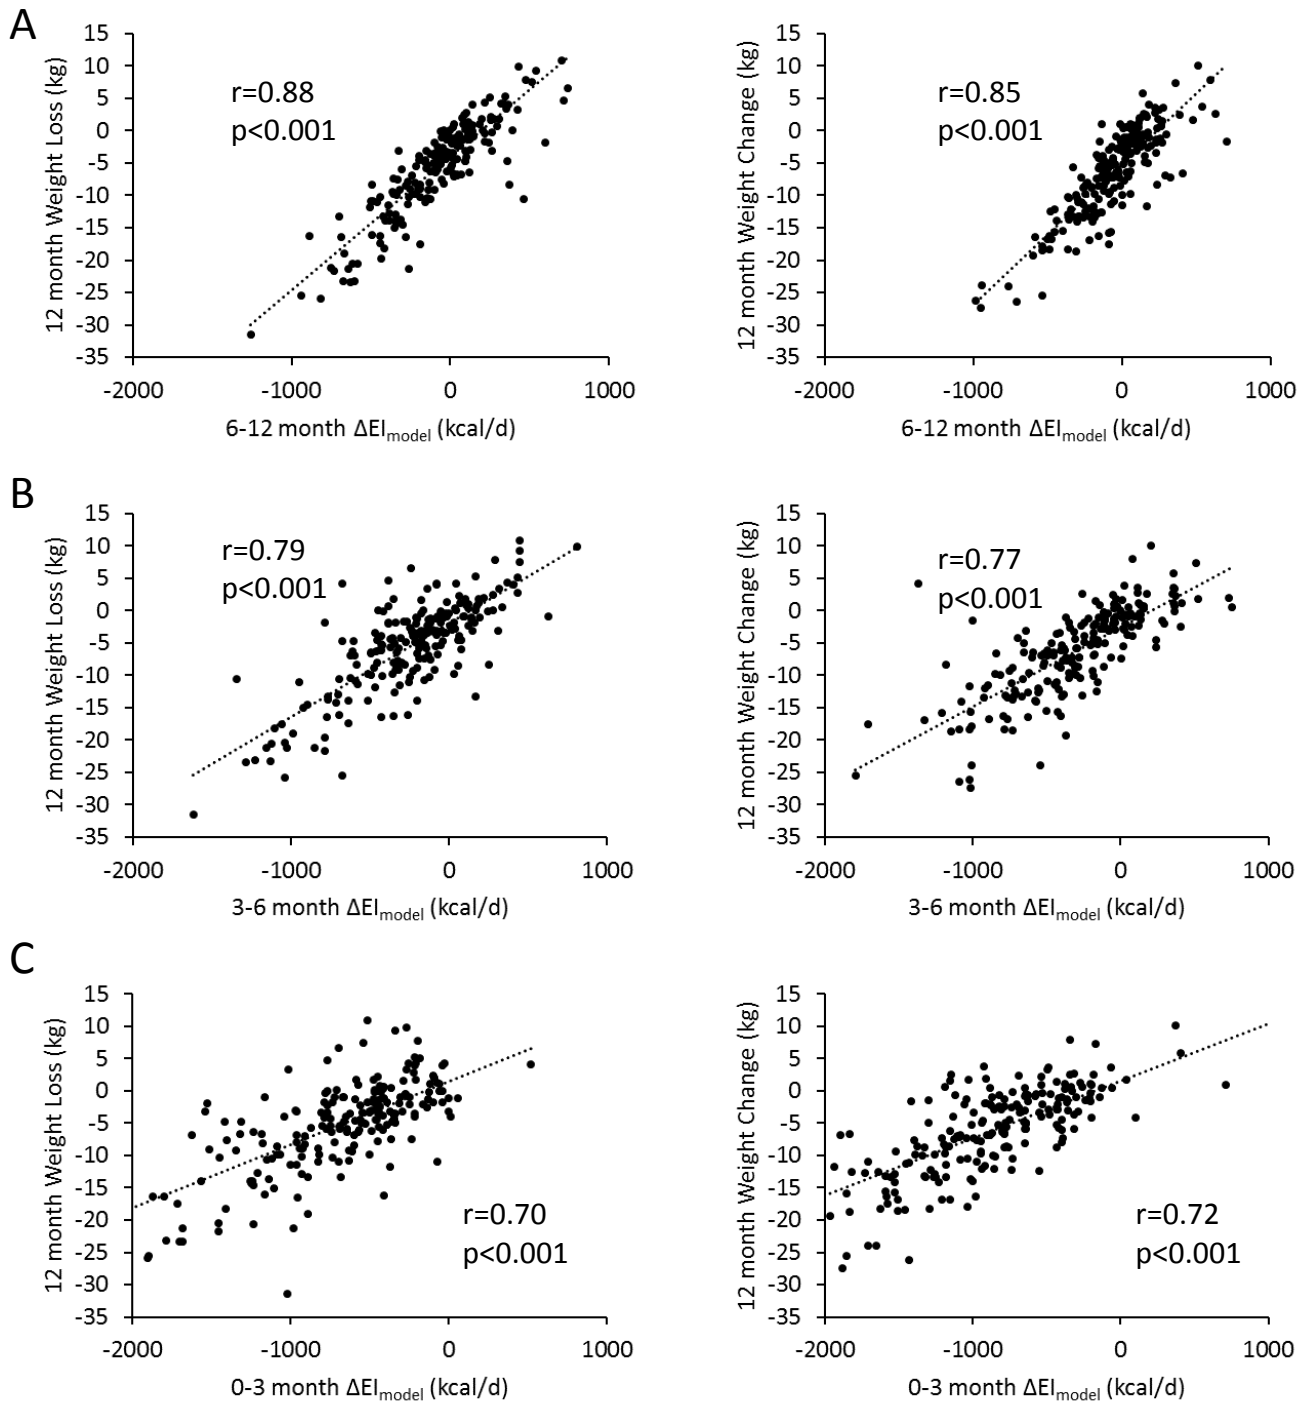 A
15
10
5
0
-5
-10
-15
-20
-25
-30
-35
12 month Weight Loss (kg)
r=0.88
p<0.001
-2000 -1000 0 1000
6-12 month ΔEImodel (kcal/d)
15
10
5
0
-5
-10
-15
-20
-25
-30
-35
12 month Weight Change (kg)
r=0.85
p<0.001
-2000 -1000 0 1000
6-12 month ΔEImodel (kcal/d)
B
15
10
5
0
-5
-10
-15
-20
-25
-30
-35
12 month Weight Loss (kg)
r=0.79
p<0.001
-2000 -1000 0 1000
3-6 month ΔEImodel (kcal/d)
15
10
5
0
-5
-10
-15
-20
-25
-30
-35
12 month Weight Change (kg)
r=0.77
p<0.001
-2000 -1000 0 1000
3-6 month ΔEImodel (kcal/d)
C
15
10
5
0
-5
-10
-15
-20
-25
-30
-35
12 month Weight Loss (kg)
r=0.70
p<0.001
-2000 -1000 0 1000
0-3 month ΔEImodel (kcal/d)
15
10
5
0
-5
-10
-15
-20
-25
-30
-35
12 month Weight Change (kg)
r=0.72
p<0.001
-2000 -1000 0 1000
0-3 month ΔEImodel (kcal/d)